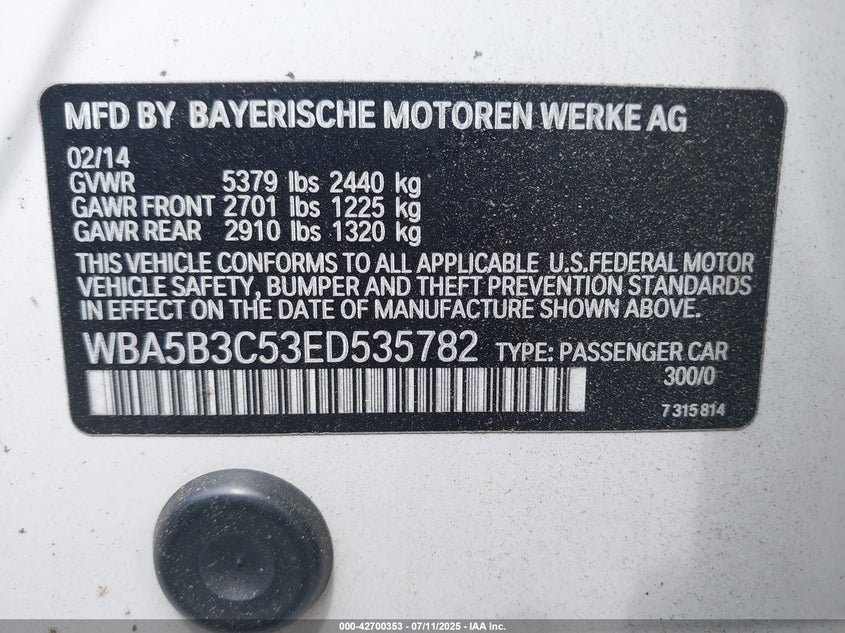 MFD BY BAYERISCHE MOTOREN WERKE AG
02/14
GVWR 5379 lbs 2440 kg
GAWR FRONT 2701 lbs 1225 kg
GAWR REAR 2910 lbs 1320 kg
THIS VEHICLE CONFORMS TO ALL APPLICABLE U.S.FEDERAL MOTOR
VEHICLE SAFETY, BUMPER AND THEFT PREVENTION STANDARDS
IN EFFECT ON THE DATE OF MANUFACTURE SHOWN ABOVE.
WBA5B3C53ED535782 TYPE: PASSENGER CAR
300/0
7 315 814
000-42700353 - 07/11/2025 - IAA Inc.